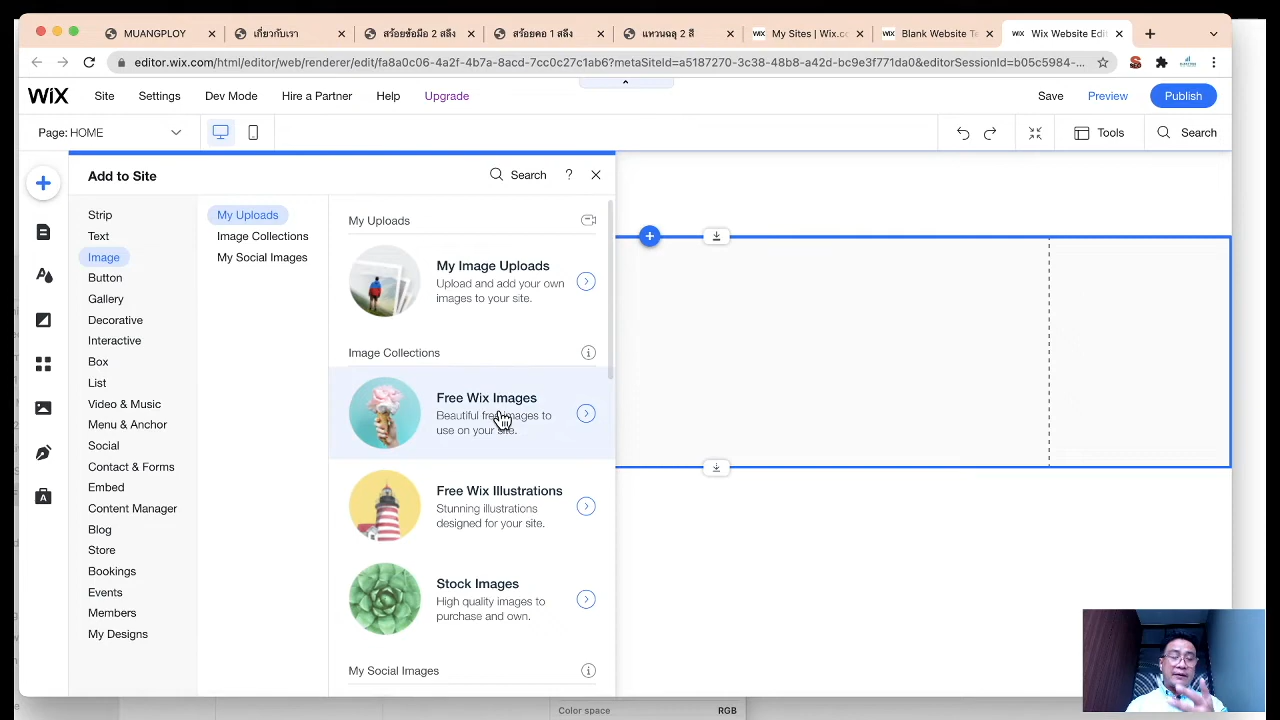 MUANGPLOY
เกี่ยวกับเรา
สร้อยข้อมือ 2 สลึง
สร้อยคอ 1 สลึง
แหวนฉลุ 2 สี
My Sites | Wix.co
Blank Website Te
Wix Website Edi
editor.wix.com/html/editor/web/renderer/edit/fa8a0c06-4a2f-4b7a-8acd-7cc0c27c1ab6?metaSiteId=a5187270-3c38-48b8-a42d-bc9e3f771da0&editorSessionId=b05c5984-...
WiX
Site
Settings
Dev Mode
Hire a Partner
Help
Upgrade
Save
Preview
Publish
Page: HOME
Tools
Search
Add to Site
Search
?
Strip
Text
Image
Button
Gallery
Decorative
Interactive
Box
List
Video & Music
Menu & Anchor
Social
Contact & Forms
Embed
Content Manager
Blog
Store
Bookings
Events
Members
My Designs
My Uploads
Image Collections
My Social Images
My Uploads
My Image Uploads
Upload and add your own
images to your site.
Image Collections
Free Wix Images
Beautiful free images to
use on your site.
Free Wix Illustrations
Stunning illustrations
designed for your site.
Stock Images
High quality images to
purchase and own.
My Social Images
Color space
RGB